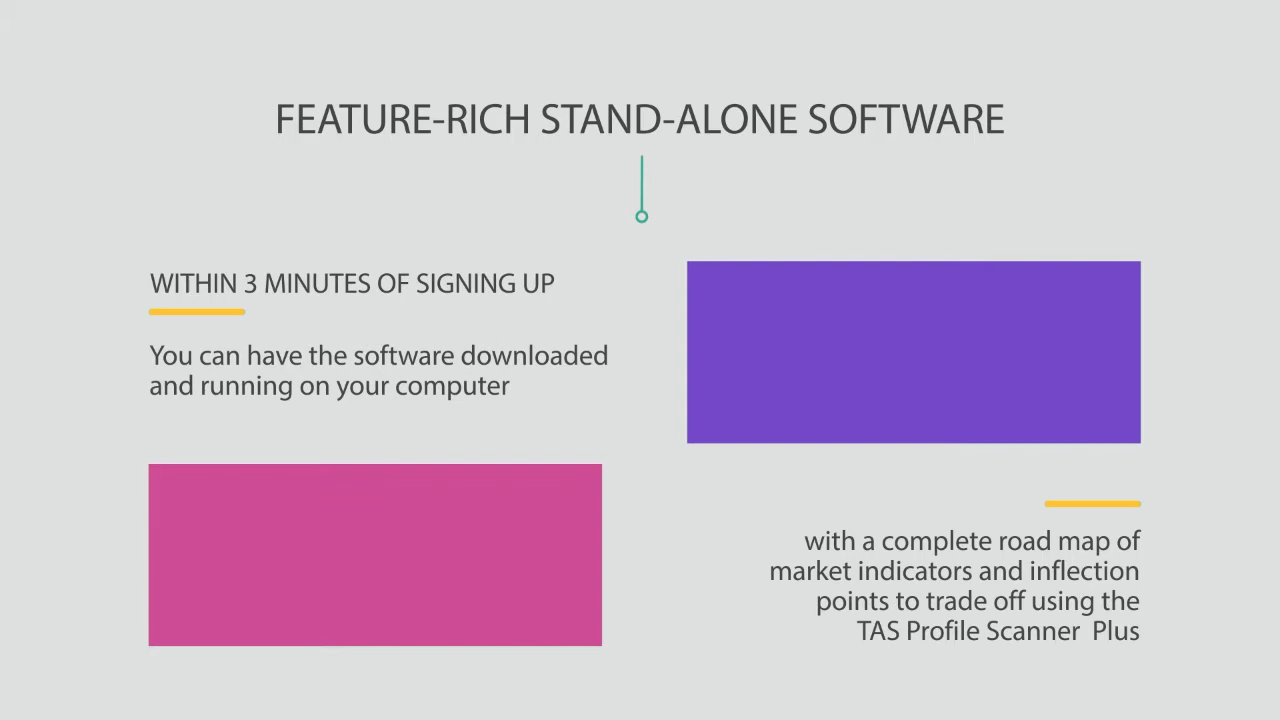 FEATURE-RICH STAND-ALONE SOFTWARE
WITHIN 3 MINUTES OF SIGNING UP
You can have the software downloaded
and running on your computer
with a complete road map of
market indicators and inflection
points to trade off using the
TAS Profile Scanner  Plus